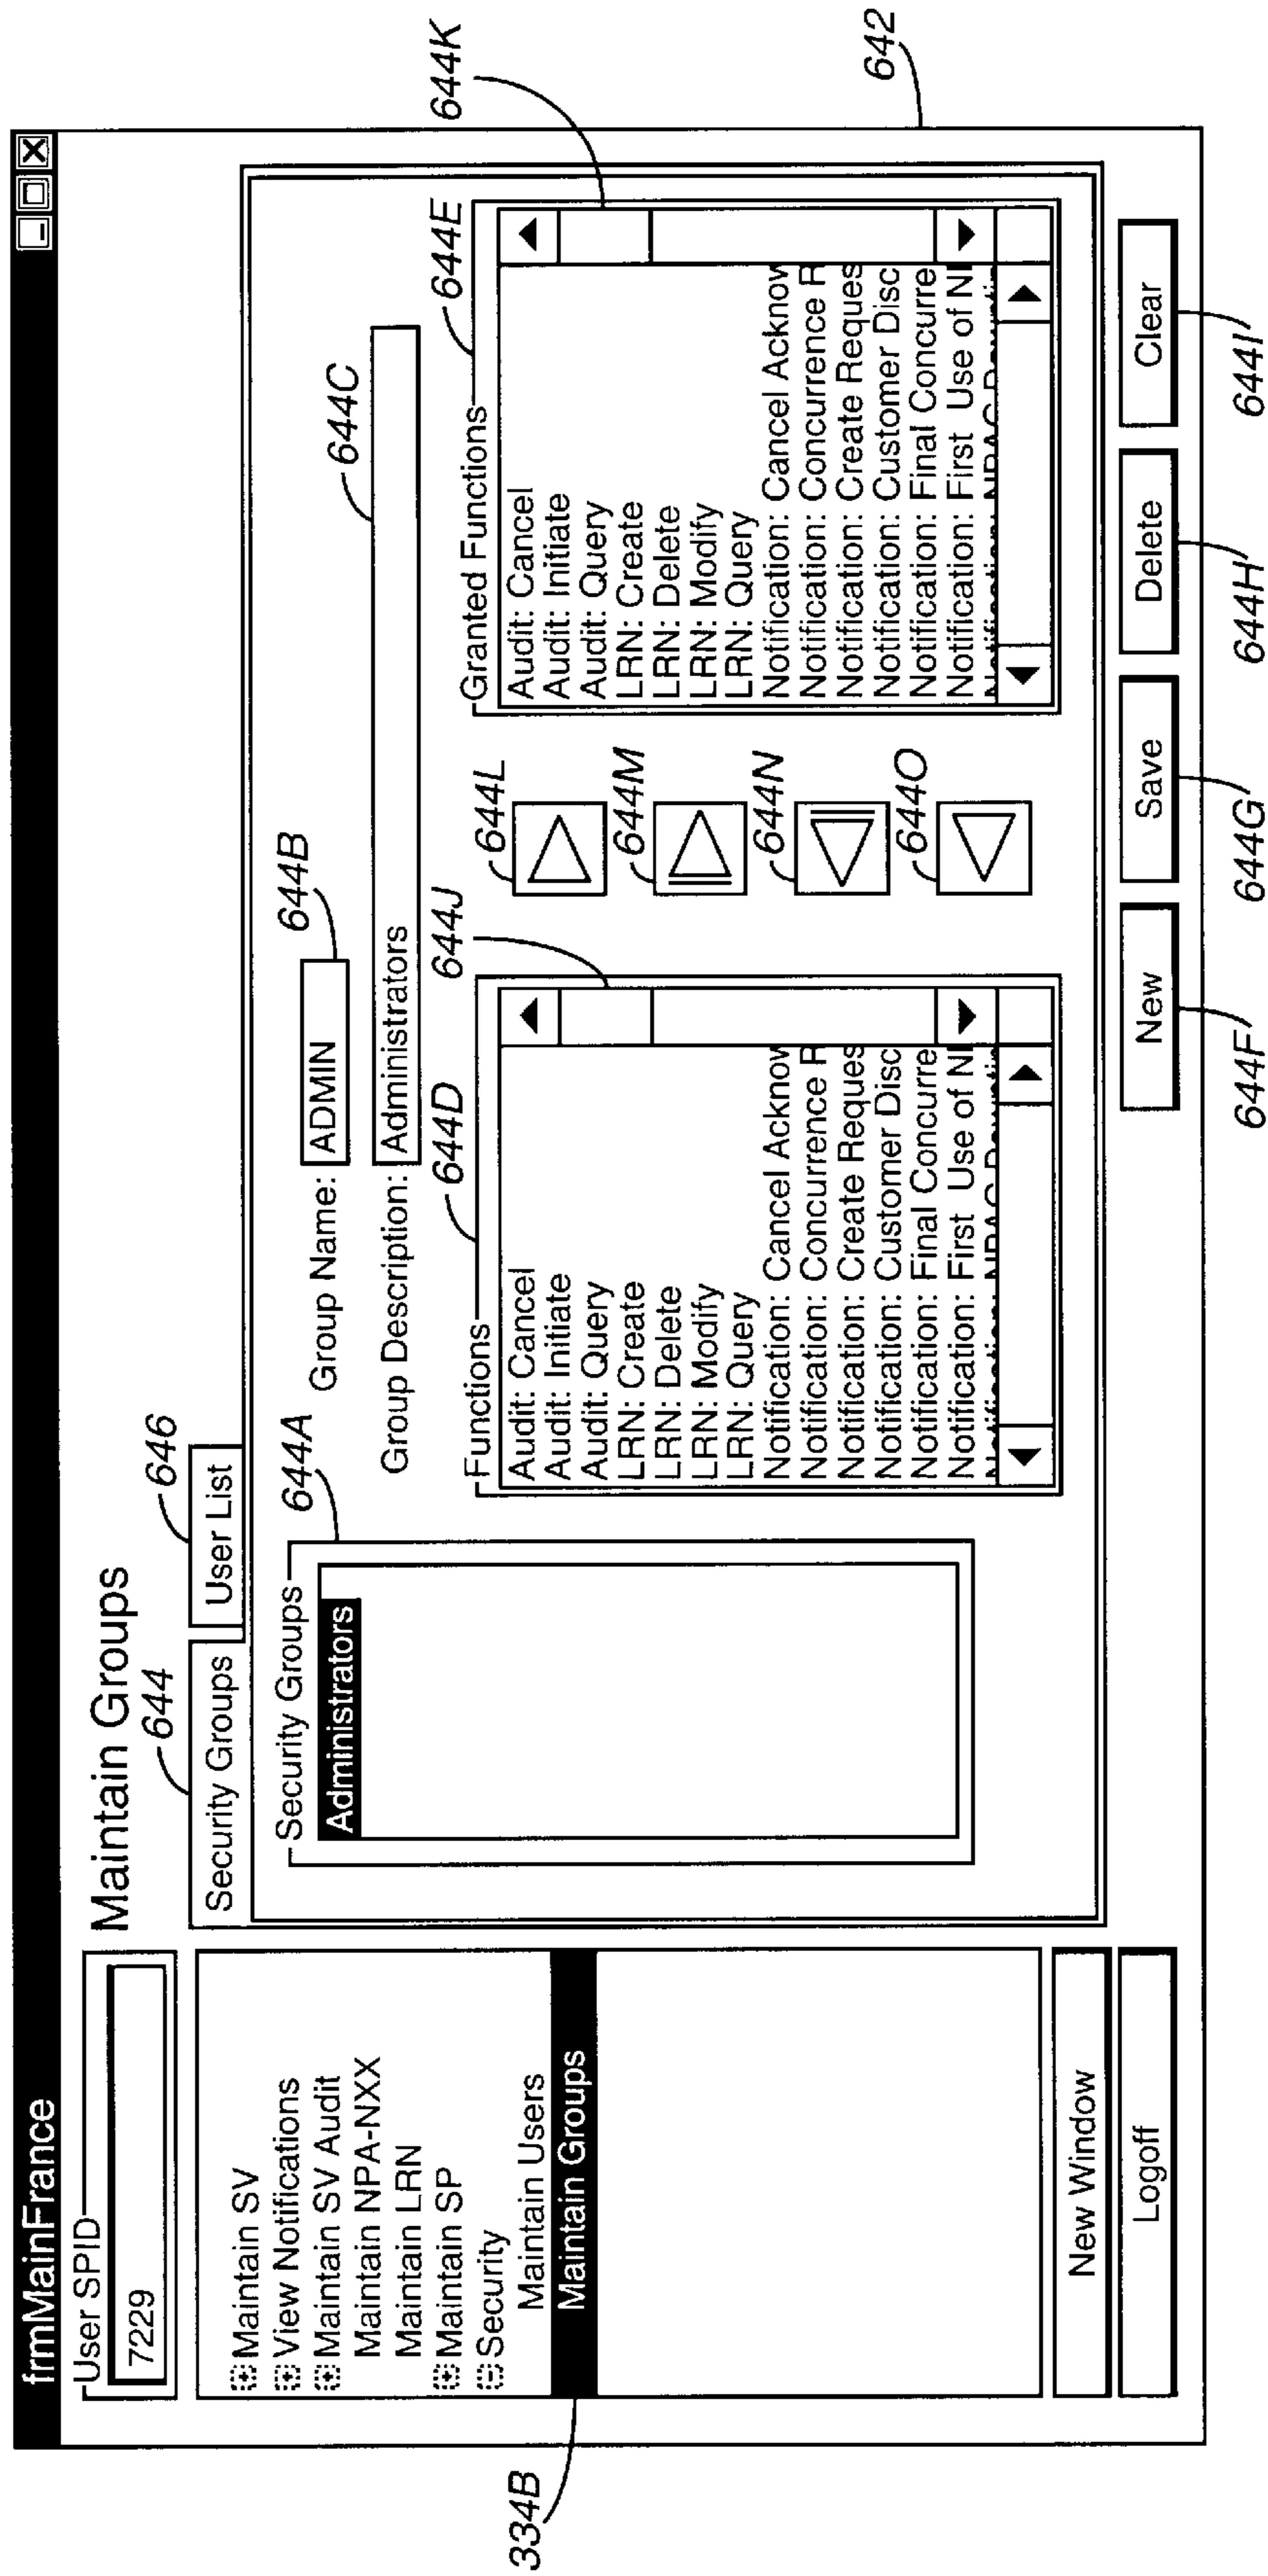 frmMainFrance
User SPID
7229
Maintain SV
View Notifications
Maintain SV Audit
Maintain NPA-NXX
Maintain LRN
Maintain SP
Security
Maintain Users
Maintain Groups
334B
New Window
Logoff
Maintain Groups
644
646
Security Groups
User List
Security Groups
644A
Administrators
Group Name: ADMIN
644B
Group Description: Administrators
644C
644D
644J
Functions
Audit: Cancel
Audit: Initiate
Audit: Query
LRN: Create
LRN: Delete
LRN: Modify
LRN: Query
Notification: Cancel Acknow
Notification: Concurrence R
Notification: Create Reques
Notification: Customer Disc
Notification: Final Concurre
Notification: First Use of N
644L
644M
644N
644O
644E
644K
Granted Functions
Audit: Cancel
Audit: Initiate
Audit: Query
LRN: Create
LRN: Delete
LRN: Modify
LRN: Query
Notification: Cancel Acknow
Notification: Concurrence R
Notification: Create Reques
Notification: Customer Disc
Notification: Final Concurre
Notification: First Use of N
642
New
Save
Delete
Clear
644F
644G
644H
644I